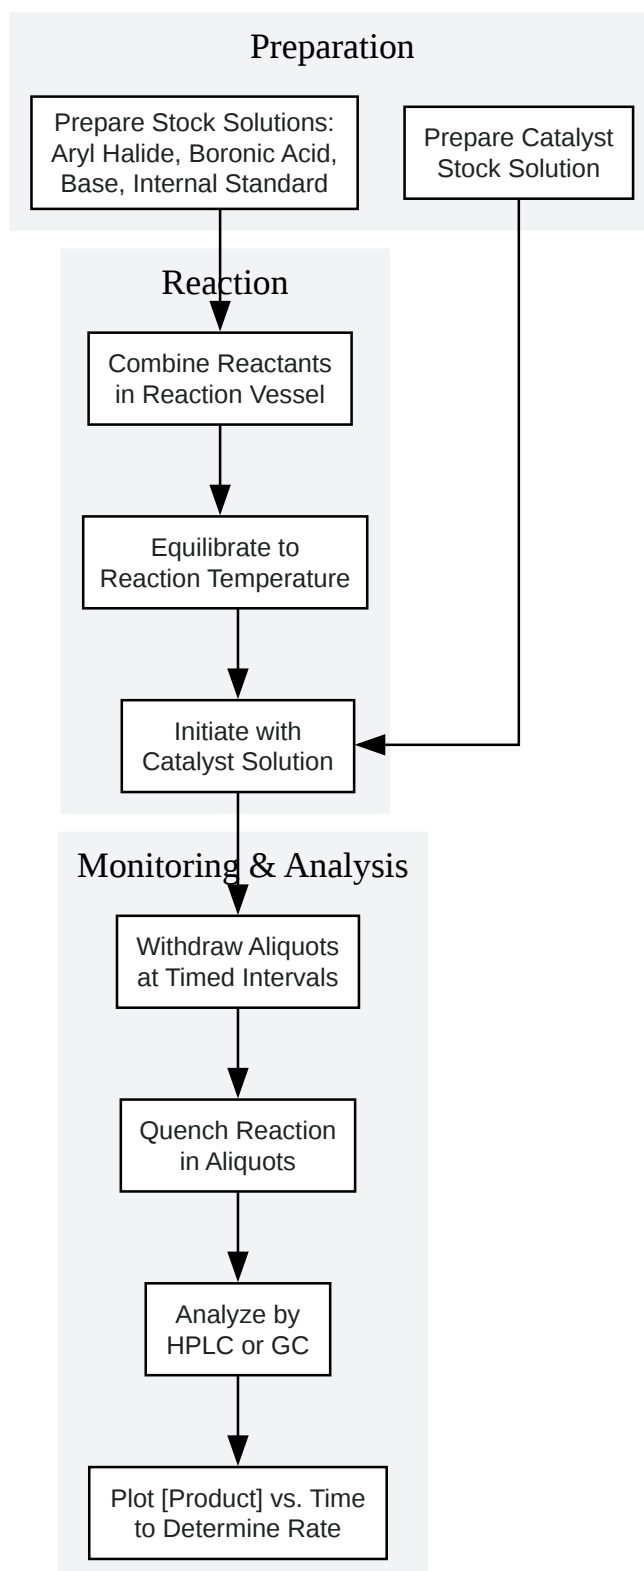 Preparation
Prepare Stock Solutions:
Aryl Halide, Boronic Acid,
Base, Internal Standard
Prepare Catalyst
Stock Solution
Reaction
Combine Reactants
in Reaction Vessel
Equilibrate to
Reaction Temperature
Initiate with
Catalyst Solution
Monitoring & Analysis
Withdraw Aliquots
at Timed Intervals
Quench Reaction
in Aliquots
Analyze by
HPLC or GC
Plot [Product] vs. Time
to Determine Rate